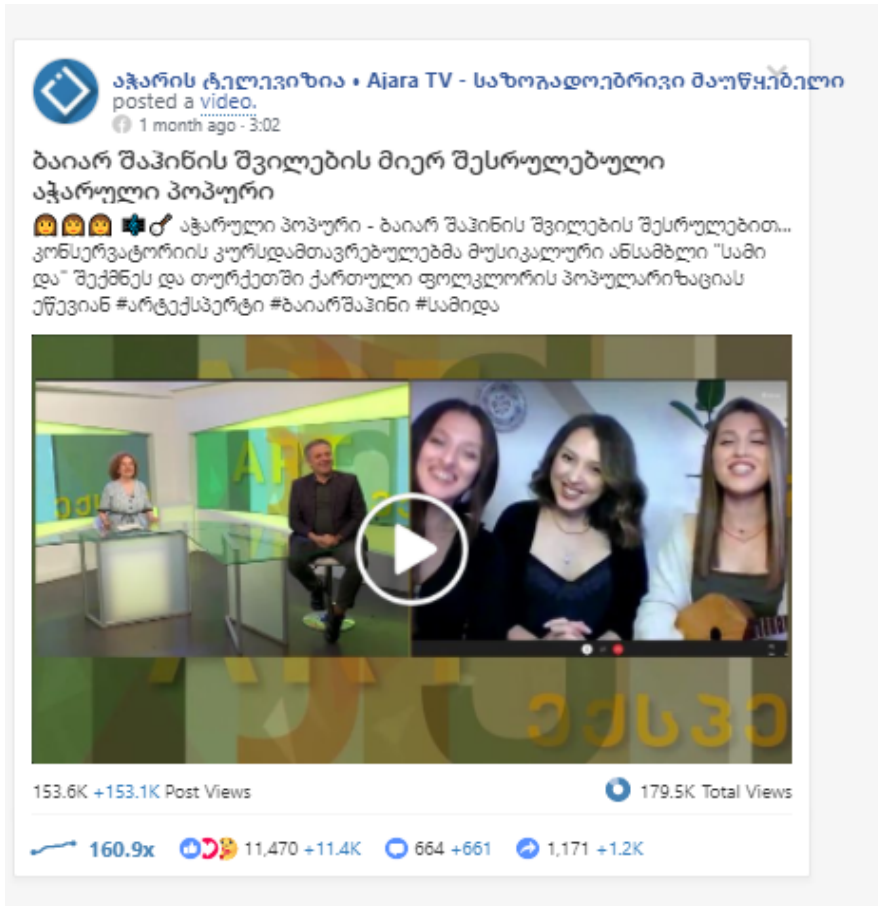 აჭარის ტელევიზია • Ajara TV - საზოგადოებრივი მაუწყებელი
posted a video.
1 month ago - 3:02
ბაიარ შაჰინის შვილების მიერ შესრულებული
აჭარული პოპური
აჭარული პოპური - ბაიარ შაჰინის შვილების შესრულებით...
კონსერვატორიის კურსდამთავრებულებმა მუსიკალური ანსამბლი "სამი
და" შექმნეს და თურქეთში ქართული ფოლკლორის პოპულარიზაციას
ეწევიან #არტექსპერტი #ბაიარშაჰინი #სამიდა
ART
ექსპე
153.6K +153.1K Post Views
179.5K Total Views
160.9x 11,470 +11.4K 664 +661 1,171 +1.2K